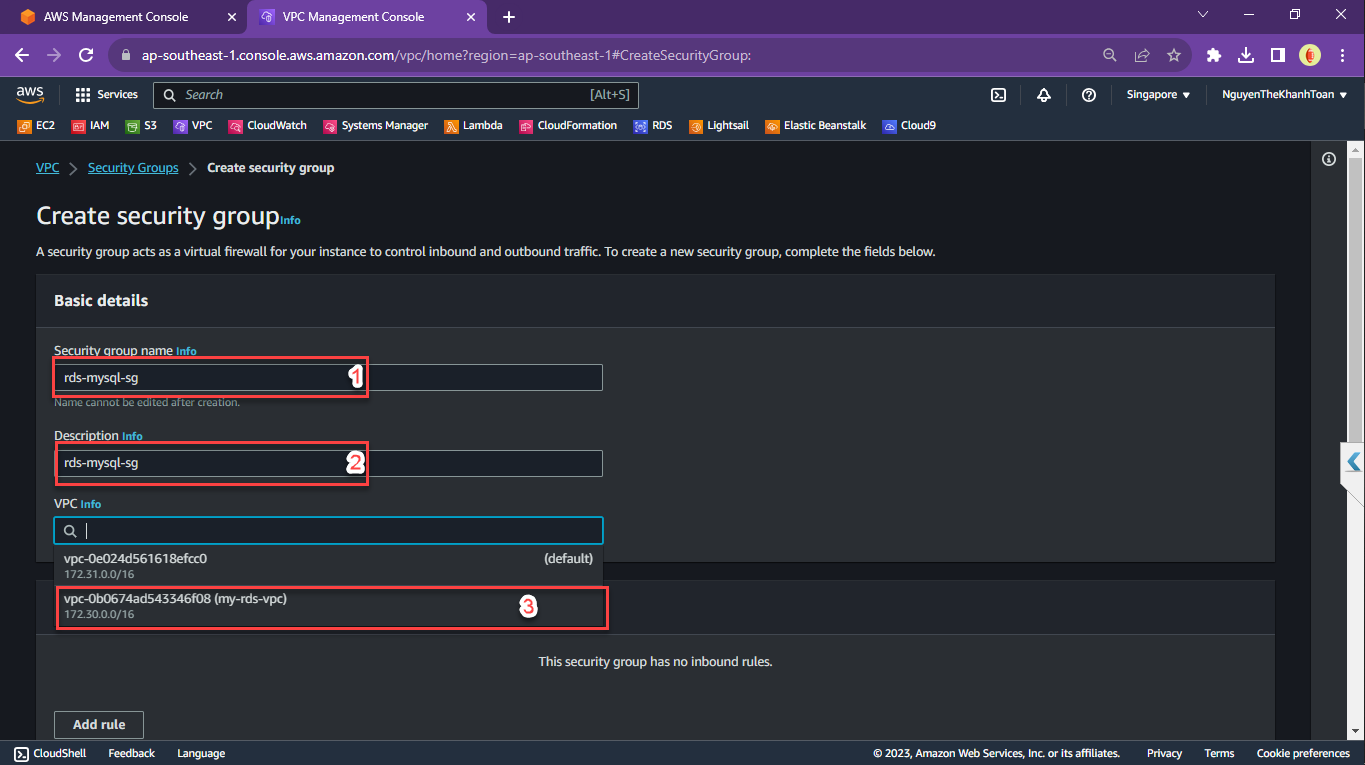 AWS Management Console
VPC Management Console
ap-southeast-1.console.aws.amazon.com/vpc/home?region=ap-southeast-1#CreateSecurityGroup:
aws
Services
Search
[Alt+S]
Singapore
NguyenTheKhanhToan
EC2
IAM
S3
VPC
CloudWatch
Systems Manager
Lambda
CloudFormation
RDS
Lightsail
Elastic Beanstalk
Cloud9
VPC
Security Groups
Create security group
Create security group Info
A security group acts as a virtual firewall for your instance to control inbound and outbound traffic. To create a new security group, complete the fields below.
Basic details
Security group name Info
rds-mysql-sg
1
Name cannot be edited after creation.
Description Info
rds-mysql-sg
2
VPC Info
vpc-0e024d561618efcc0 (default)
172.31.0.0/16
vpc-0b0674ad543346f08 (my-rds-vpc)
3
172.30.0.0/16
This security group has no inbound rules.
Add rule
CloudShell
Feedback
Language
© 2023, Amazon Web Services, Inc. or its affiliates.
Privacy
Terms
Cookie preferences